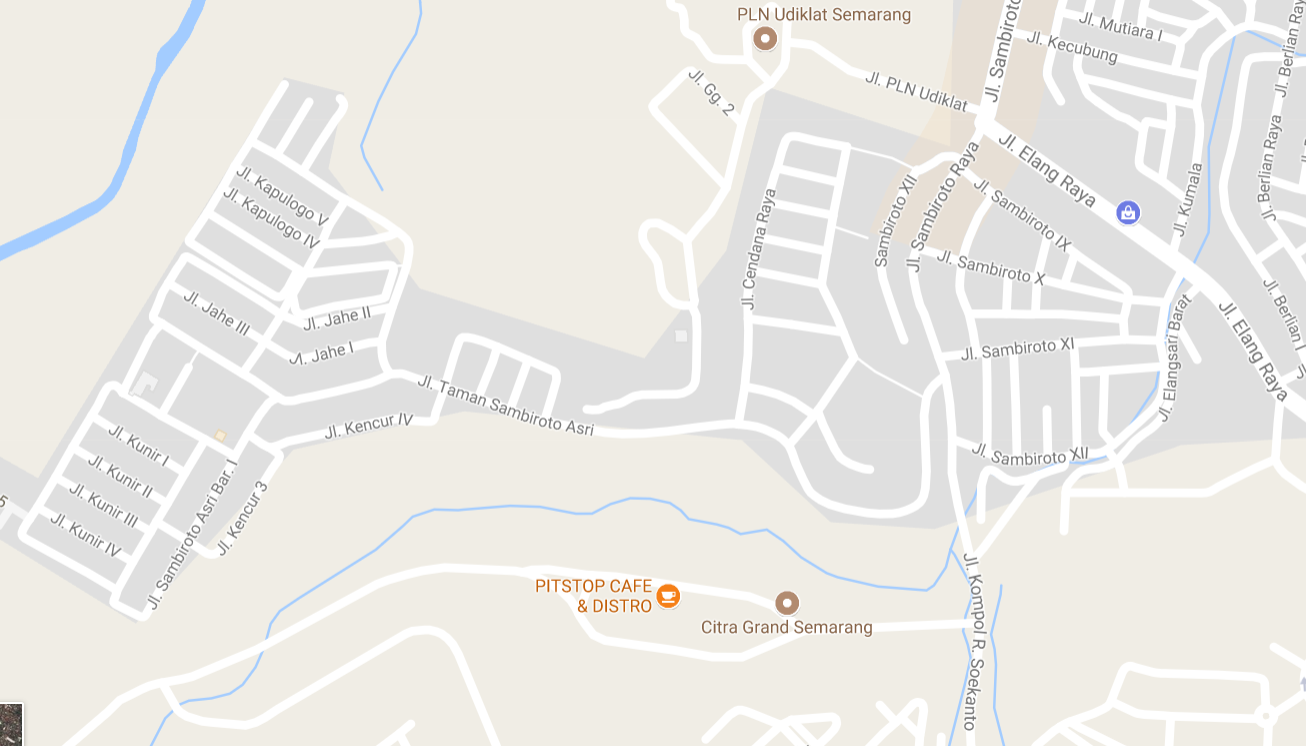 PLN Udiklat Semarang
Jl. Sambiroto
Jl. Mutiara I
Jl. Kecubung
Jl. Berlian Raya
Jl. Gg. 2
Jl. PLN Udiklat
Jl. Elang Raya
Jl. Berlian Raya
Jl. Kapulogo V
Jl. Kapulogo IV
Jl. Cendana Raya
Sambiroto XII
Jl. Sambiroto Raya
Jl. Sambiroto IX
Jl. Kumala
Jl. Sambiroto X
Jl. Jahe III
Jl. Jahe II
Jl. Jahe I
Jl. Sambiroto XI
Jl. Elangsari Barat
Jl. Elang Raya
Jl. Berlian I
Jl. Taman Sambiroto Asri
Jl. Kencur IV
Jl. Sambiroto XII
Jl. Kunir I
Jl. Kunir II
Jl. Kunir III
Jl. Kunir IV
Jl. Sambiroto Asri Bar. I
Jl. Kencur 3
5
PITSTOP CAFE
& DISTRO
Citra Grand Semarang
Jl. Kompol R. Soekanto